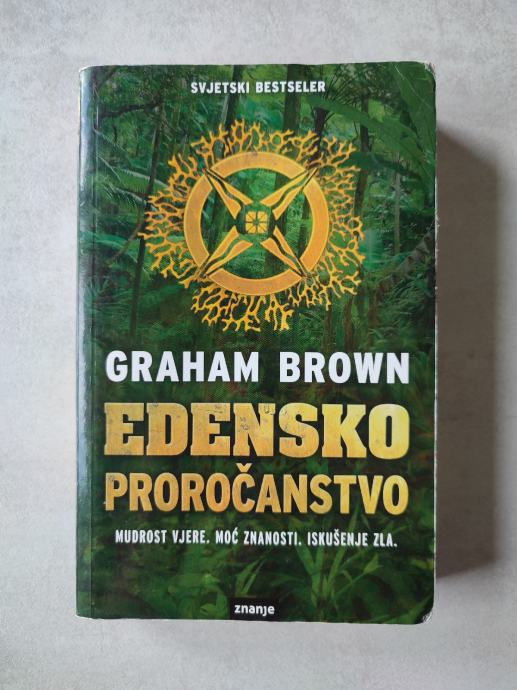 SVJETSKI BESTSELER
GRAHAM BROWN
EDENSKO
PROROČANSTVO
MUDROST VJERE. MOĆ ZNANOSTI. ISKUŠENJE ZLA.
znanje